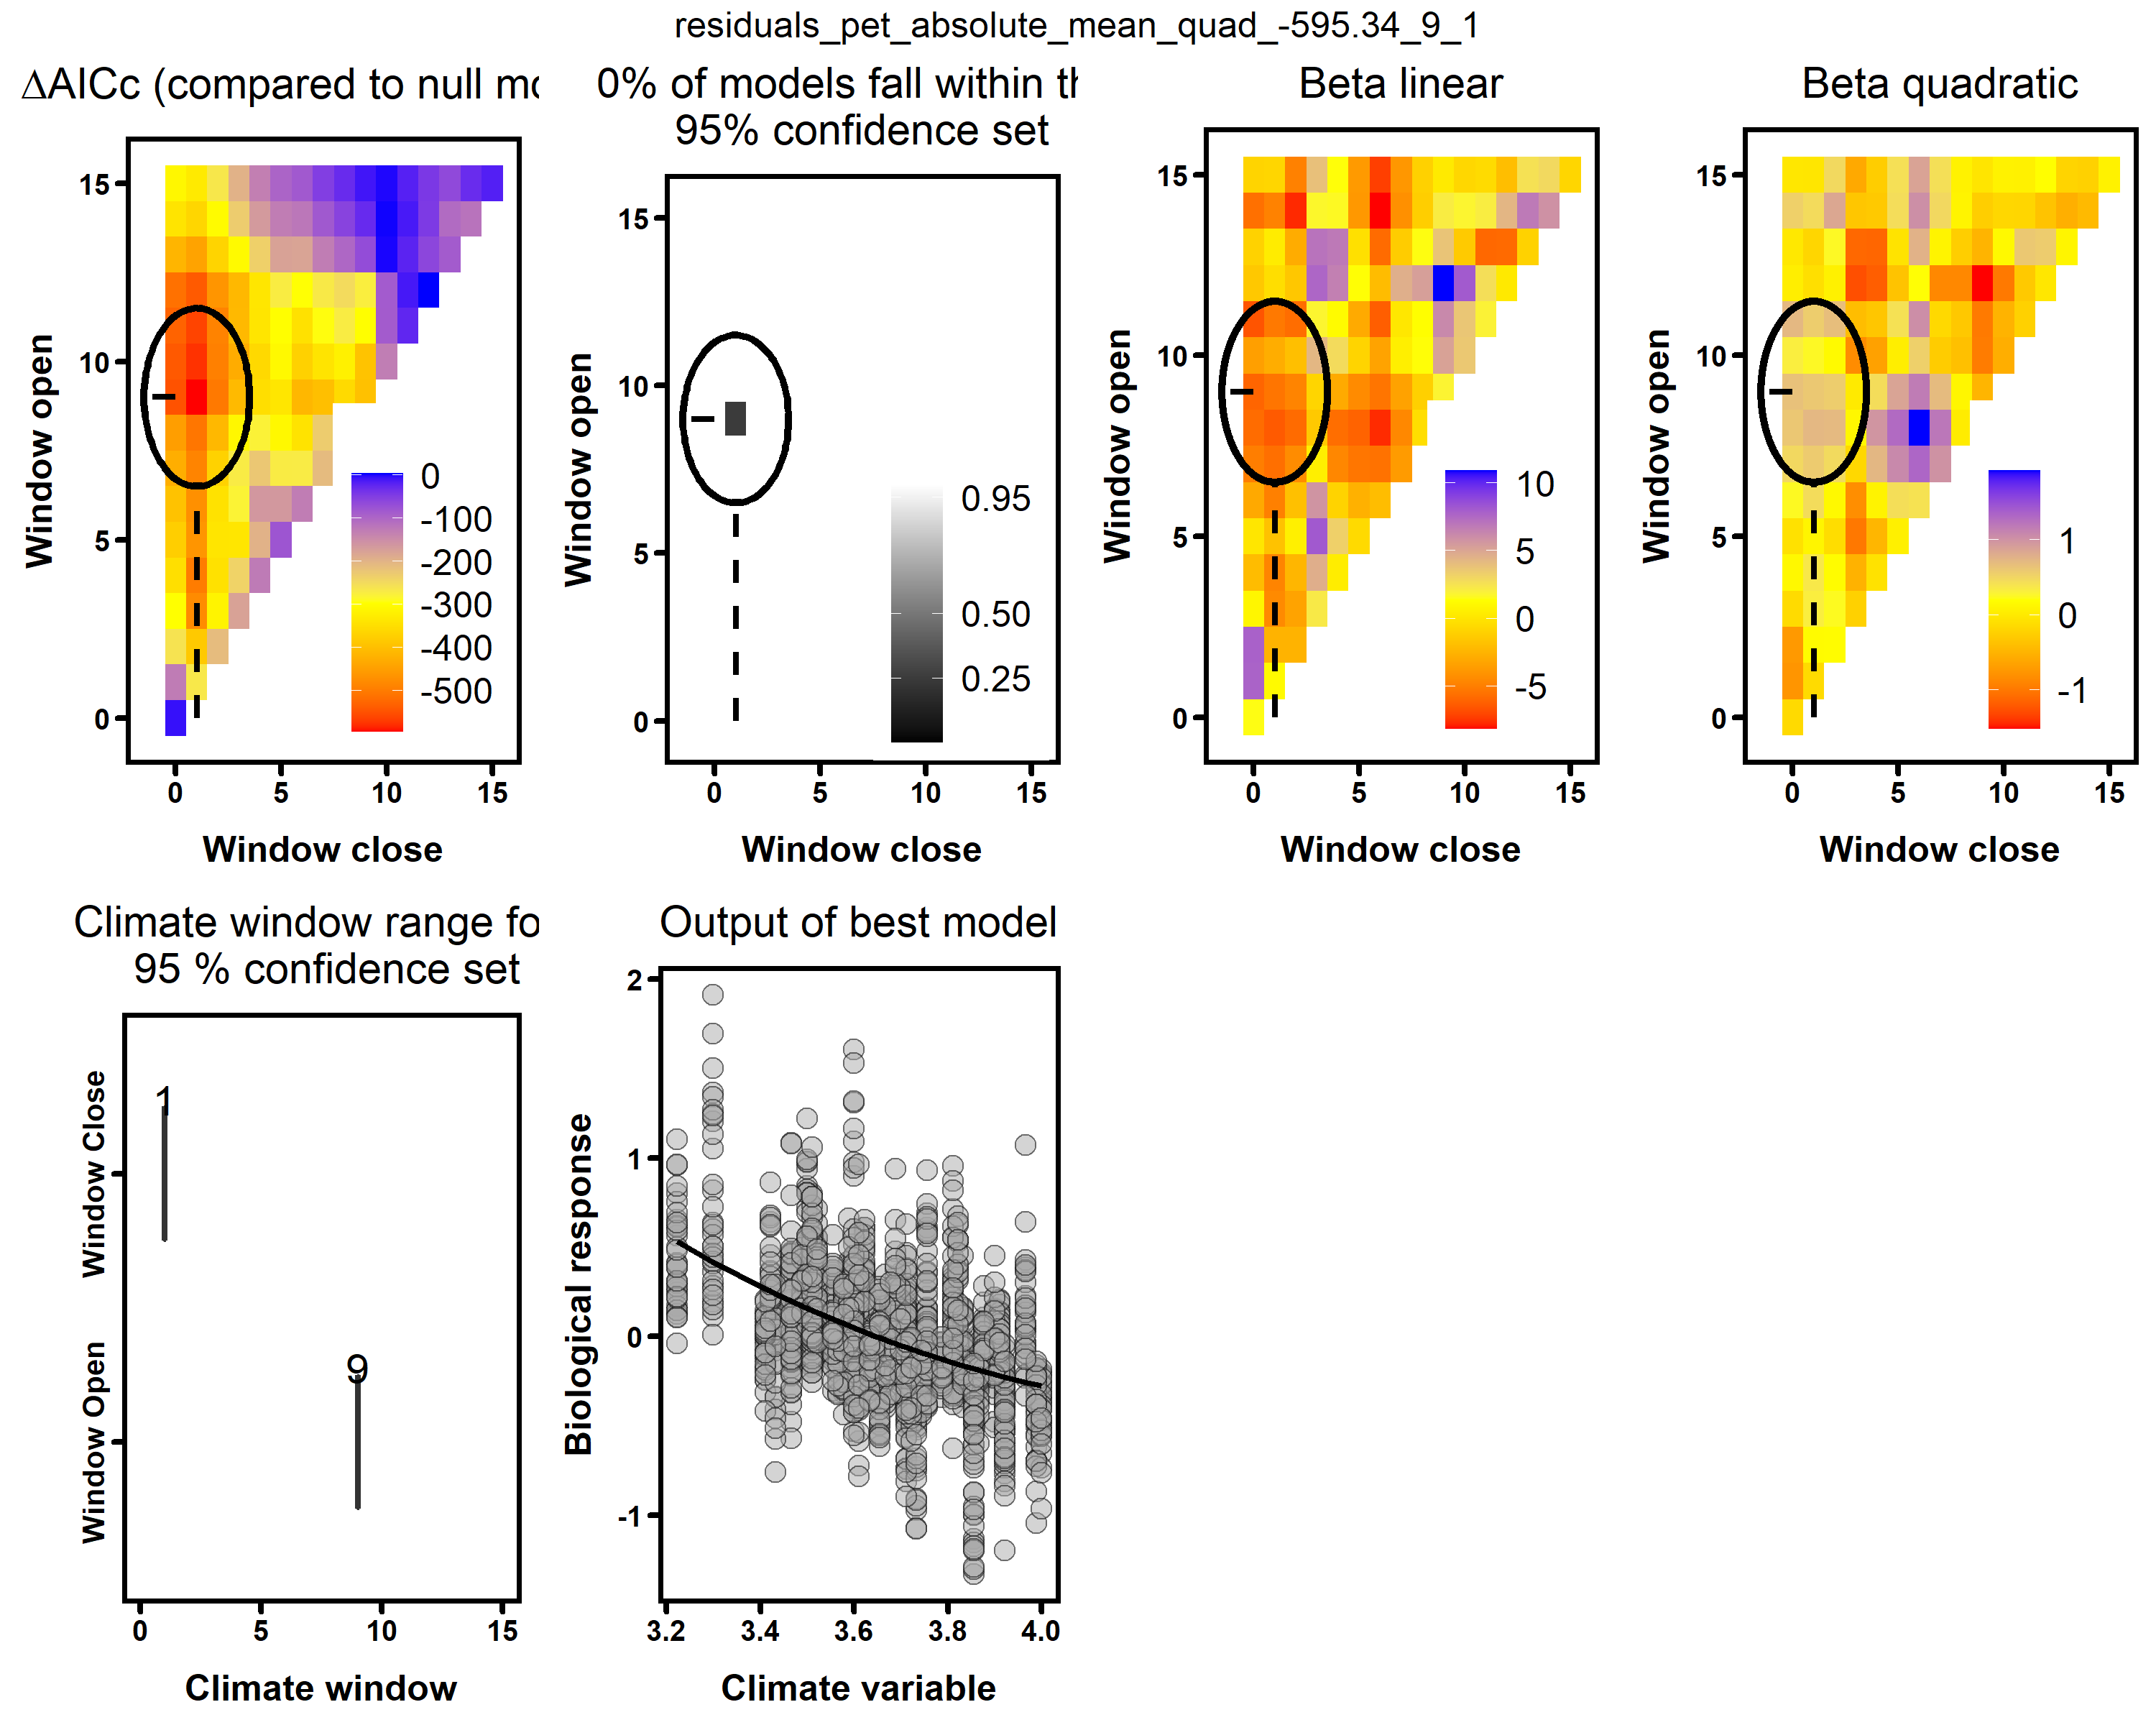 residuals_pet_absolute_mean_quad_-595.34_9_1
ΔAICc (compared to null mo
Window open
15
10
5
0
0
-100
-200
-300
-400
-500
0 5 10 15
Window close
0% of models fall within th
95% confidence set
Window open
15
10
5
0
0.95
0.50
0.25
0 5 10 15
Window close
Beta linear
Window open
15
10
5
0
10
5
0
-5
0 5 10 15
Window close
Beta quadratic
Window open
15
10
5
0
1
0
-1
0 5 10 15
Window close
Climate window range fo
95 % confidence set
Window Close
Window Open
1
9
0 5 10 15
Climate window
Output of best model
Biological response
2
1
0
-1
3.2 3.4 3.6 3.8 4.0
Climate variable